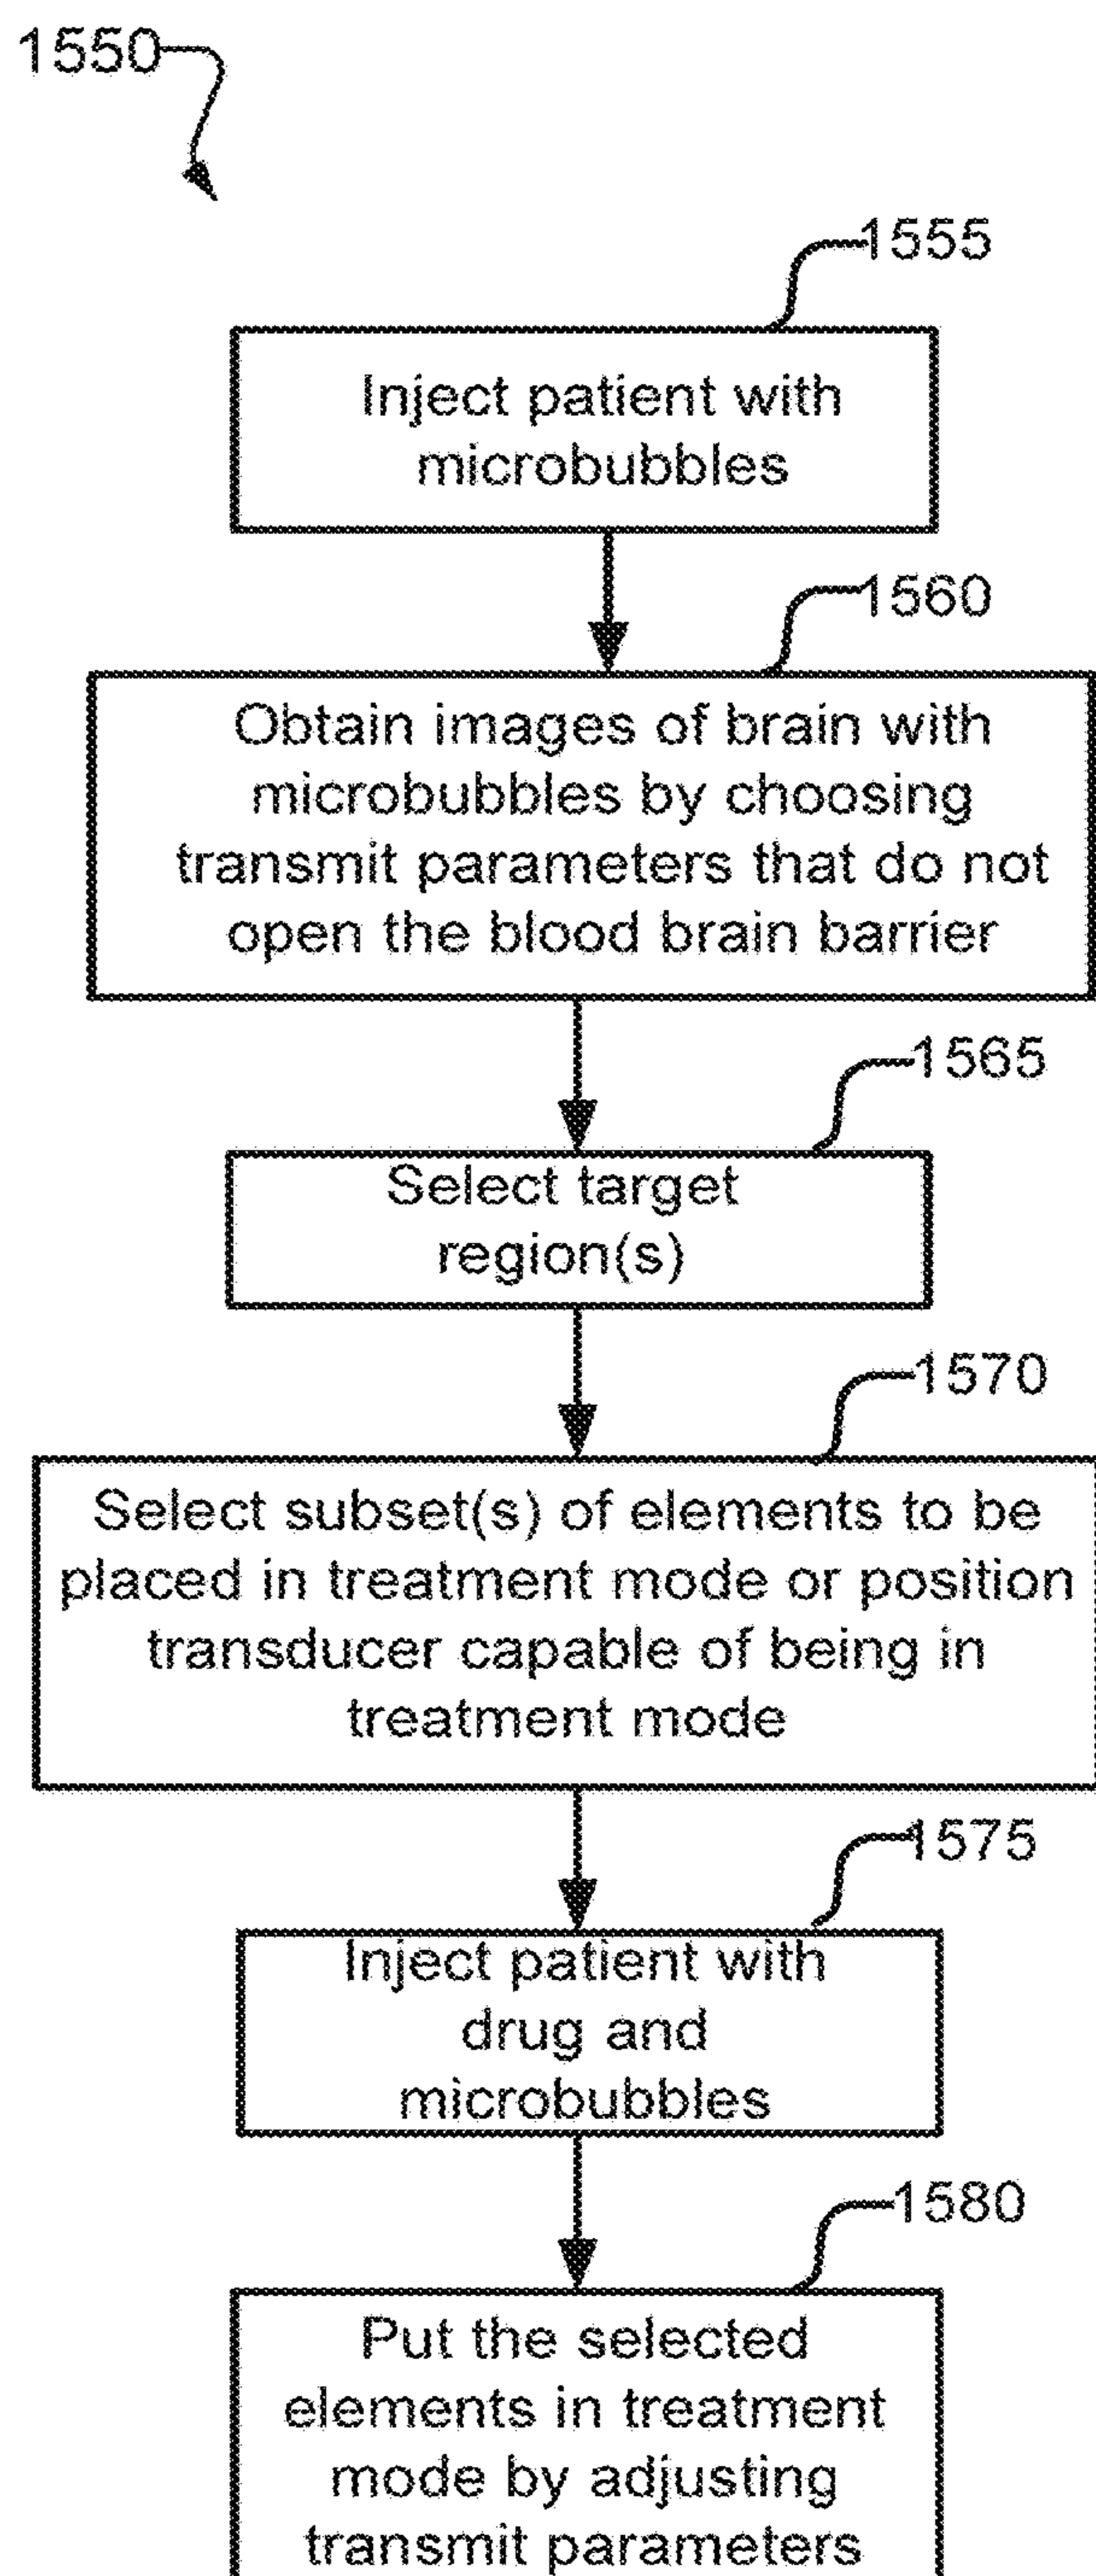 1550
1555
Inject patient with
microbubbles
1560
Obtain images of brain with
microbubbles by choosing
transmit parameters that do not
open the blood brain barrier
1565
Select target
region(s)
1570
Select subset(s) of elements to be
placed in treatment mode or position
transducer capable of being in
treatment mode
1575
Inject patient with
drug and
microbubbles
1580
Put the selected
elements in treatment
mode by adjusting
transmit parameters